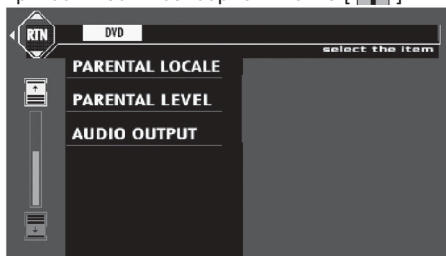 RTN
DVD
select the item
PARENTAL LOCALE
PARENTAL LEVEL
AUDIO OUTPUT